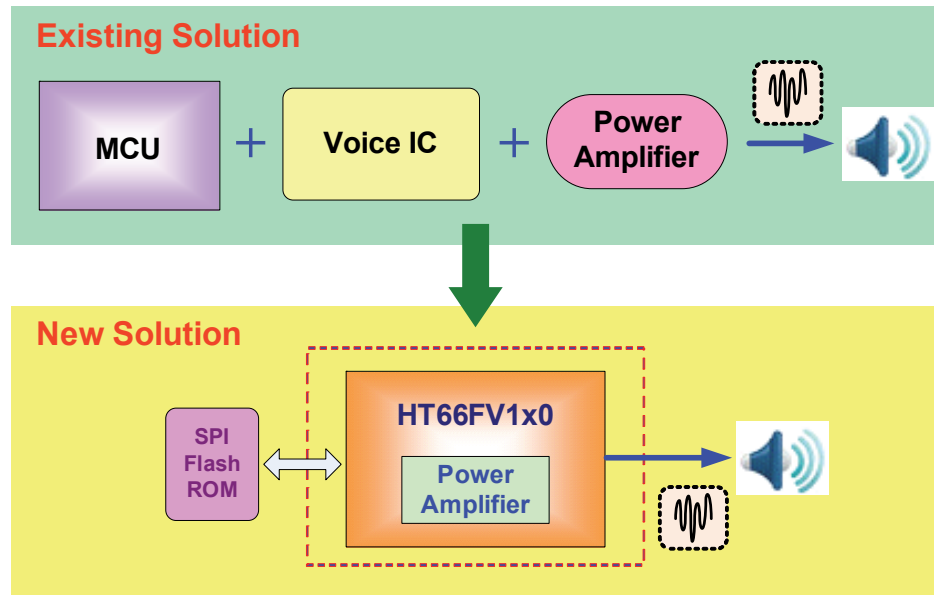 Existing Solution
MCU
+
Voice IC
+
Power
Amplifier
New Solution
SPI
Flash
ROM
HT66FV1x0
Power
Amplifier